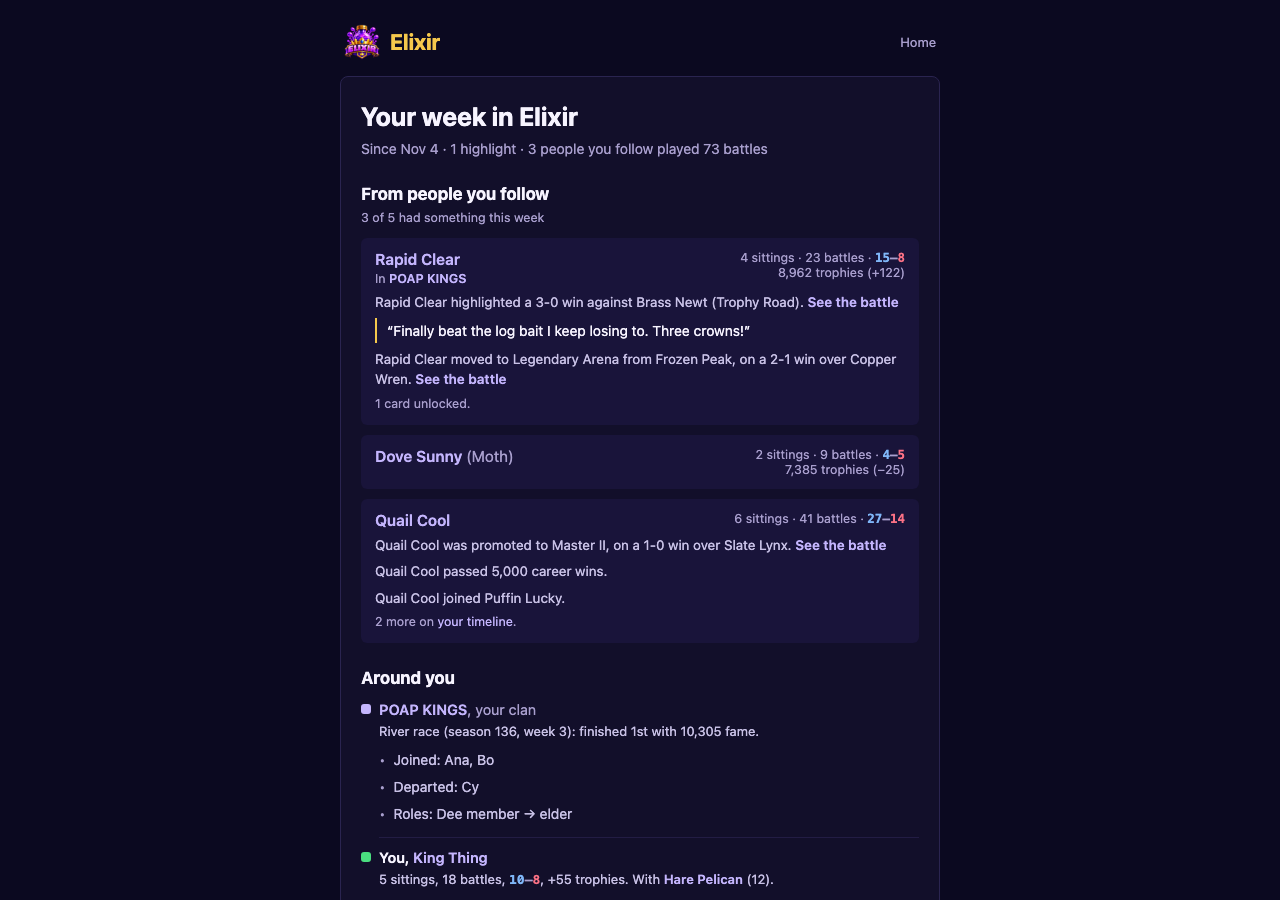 ELIXIR
Elixir
Home
Your week in Elixir
Since Nov 4 · 1 highlight · 3 people you follow played 73 battles
From people you follow
3 of 5 had something this week
Rapid Clear
4 sittings · 23 battles · 15–8
In POAP KINGS
8,962 trophies (+122)
Rapid Clear highlighted a 3-0 win against Brass Newt (Trophy Road). See the battle
“Finally beat the log bait I keep losing to. Three crowns!”
Rapid Clear moved to Legendary Arena from Frozen Peak, on a 2-1 win over Copper
Wren. See the battle
1 card unlocked.
Dove Sunny (Moth)
2 sittings · 9 battles · 4–5
7,385 trophies (−25)
Quail Cool
6 sittings · 41 battles · 27–14
Quail Cool was promoted to Master II, on a 1-0 win over Slate Lynx. See the battle
Quail Cool passed 5,000 career wins.
Quail Cool joined Puffin Lucky.
2 more on your timeline.
Around you
POAP KINGS, your clan
River race (season 136, week 3): finished 1st with 10,305 fame.
• Joined: Ana, Bo
• Departed: Cy
• Roles: Dee member → elder
You, King Thing
5 sittings, 18 battles, 10–8, +55 trophies. With Hare Pelican (12).